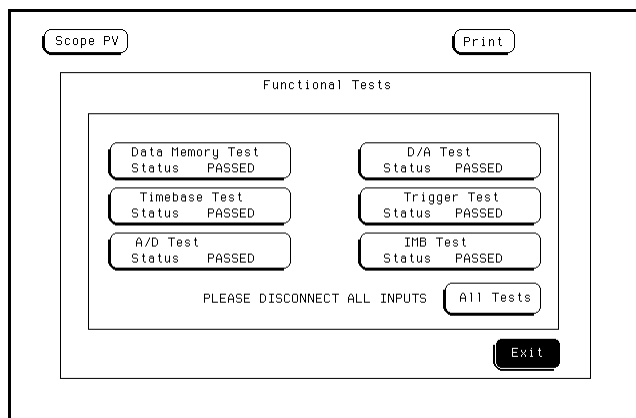 Scope PV
Print
Functional Tests
Data Memory Test
Status PASSED
D/A Test
Status PASSED
Timebase Test
Status PASSED
Trigger Test
Status PASSED
A/D Test
Status PASSED
IMB Test
Status PASSED
PLEASE DISCONNECT ALL INPUTS
All Tests
Exit